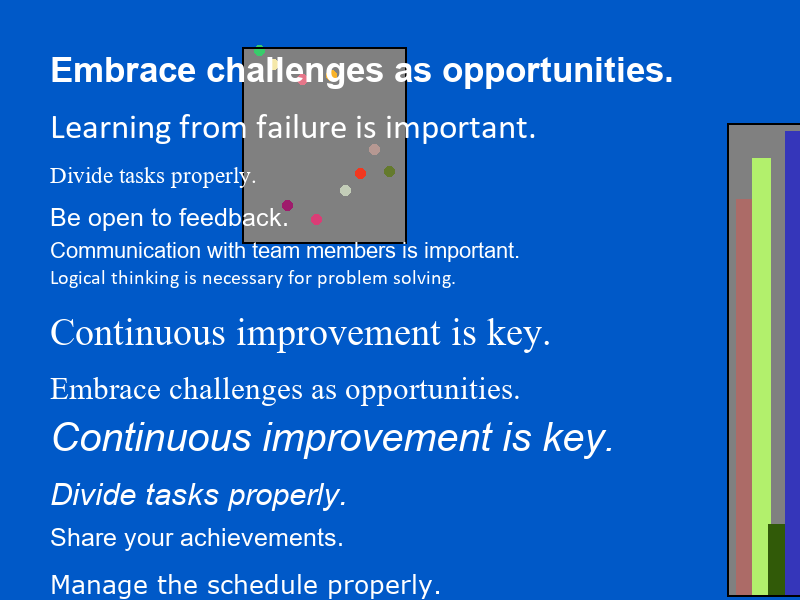 Embrace challenges as opportunities.
Learning from failure is important.
Divide tasks properly.
Be open to feedback.
Communication with team members is important.
Logical thinking is necessary for problem solving.
Continuous improvement is key.
Embrace challenges as opportunities.
Continuous improvement is key.
Divide tasks properly.
Share your achievements.
Manage the schedule properly.